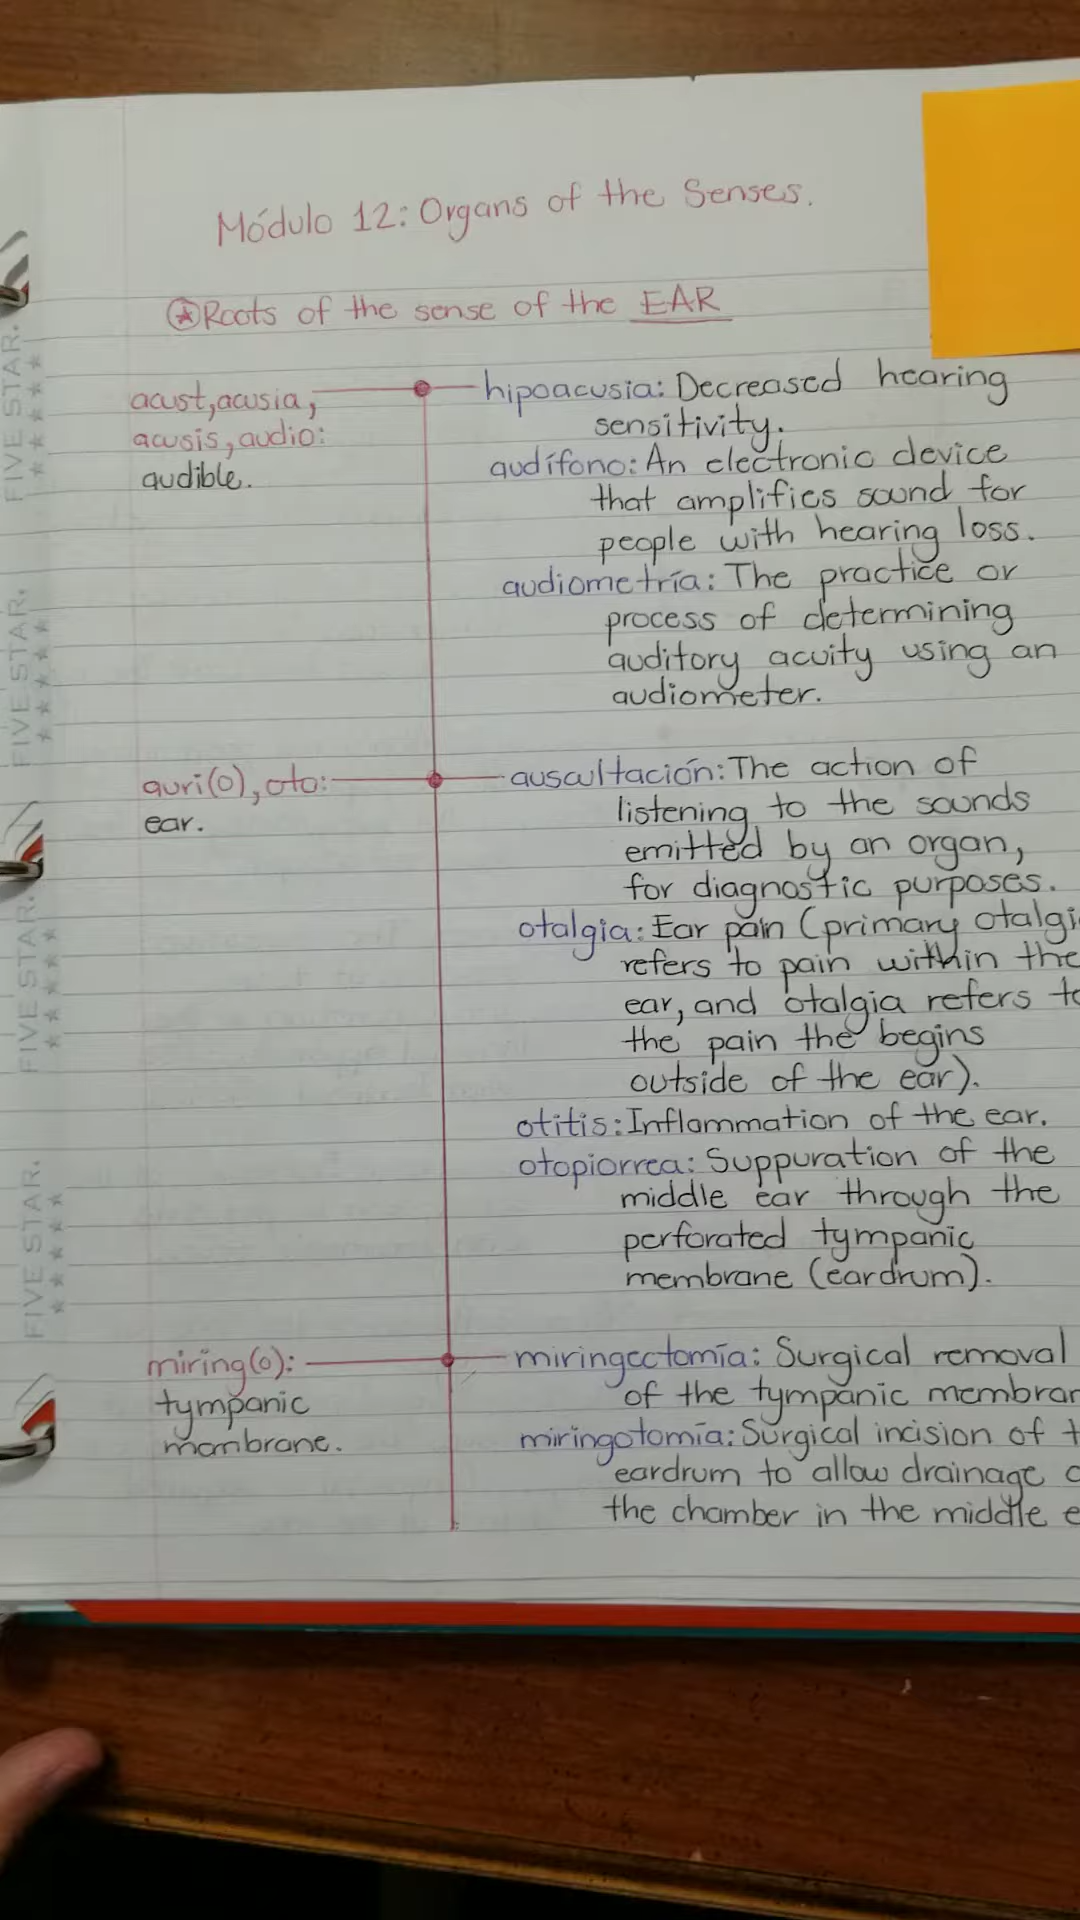 Módulo 12: Organs of the Senses.
Roots of the sense of the EAR
acust, acusia,
acusis, audio:
audible.
hipoacusia: Decreased hearing
sensitivity.
audífono: An electronic device
that amplifies sound for
people with hearing loss.
audiometría: The practice or
process of determining
auditory acuity using an
audiometer.
auri(o), oto:
ear.
auscultación: The action of
listening to the sounds
emitted by an organ,
for diagnostic purposes.
otalgia: Ear pain (primary otalgi
refers to pain within the
ear, and otalgia refers to
the pain the begins
outside of the ear).
otitis: Inflammation of the ear.
otopiorrea: Suppuration of the
middle ear through the
perforated tympanic
membrane (eardrum).
miring(o):
tympanic
membrane.
miringectomía: Surgical removal
of the tympanic membran
miringotomía: Surgical incision of t
eardrum to allow drainage
the chamber in the middle e
FIVE STAR.
FIVE STAR.
FIVE STAR.
FIVE STAR.